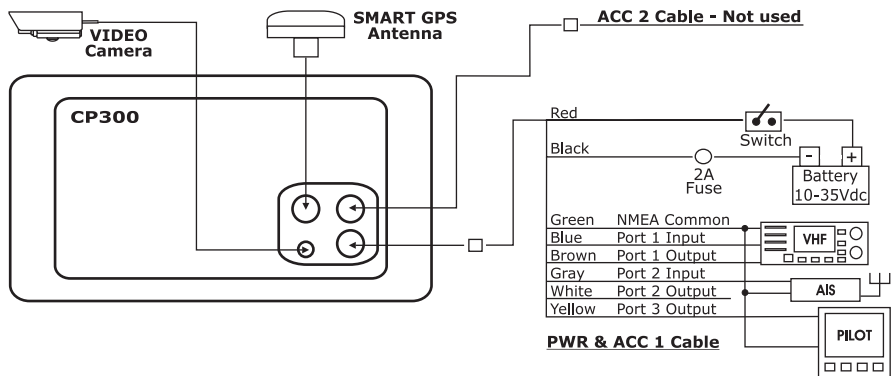 VIDEO
Camera
SMART GPS
Antenna
ACC 2 Cable - Not used
CP300
Red
Switch
Black
2A
Fuse
- +
Battery
10-35Vdc
Green NMEA Common
Blue Port 1 Input
Brown Port 1 Output
Gray Port 2 Input
White Port 2 Output
Yellow Port 3 Output
VHF
AIS
PILOT
PWR & ACC 1 Cable